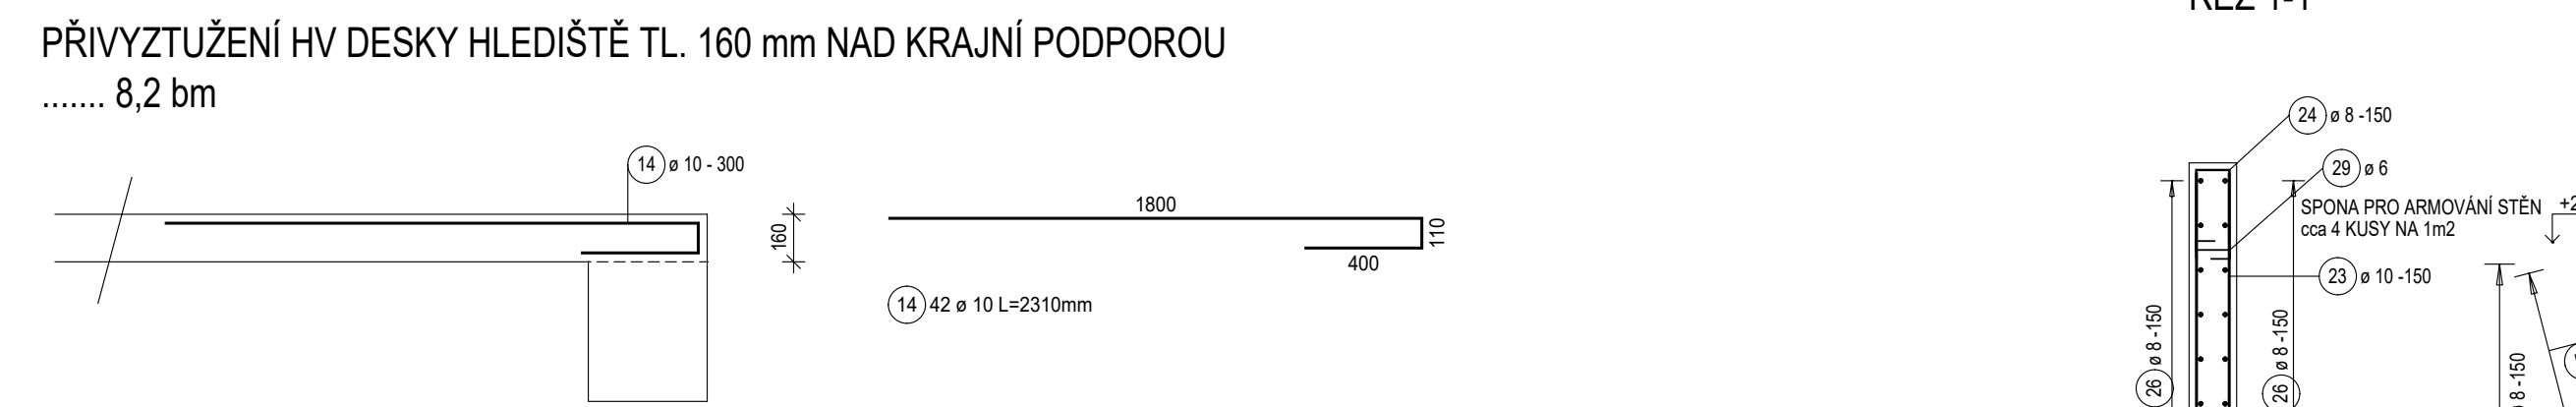 PŘIVYZTUŽENÍ HV DESKY HLEDIŠTĚ TL. 160 mm NAD KRAJNÍ PODPOROU
....... 8,2 bm
14 ø 10 - 300
160
1800
110
400
14 42 ø 10 L=2310mm
ŘEZ 1-1
24 ø 8 -150
29 ø 6
SPONA PRO ARMOVÁNÍ STĚN
cca 4 KUSY NA 1m2
+2
23 ø 10 -150
26 ø 8 -150
26 ø 8 -150
8 -150